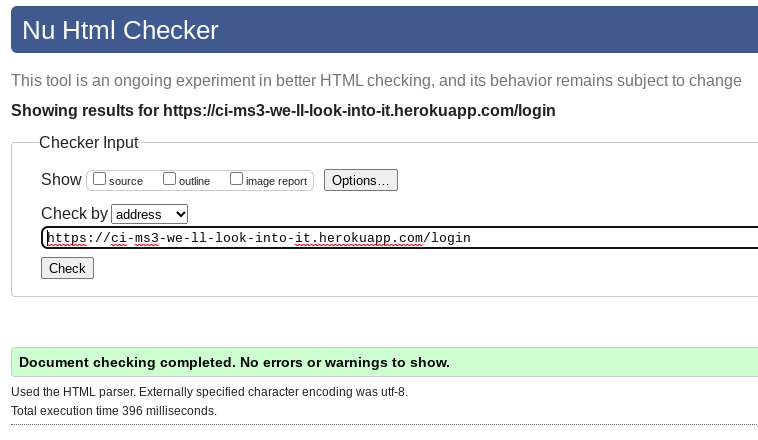 Nu Html Checker
This tool is an ongoing experiment in better HTML checking, and its behavior remains subject to change
Showing results for https://ci-ms3-we-ll-look-into-it.herokuapp.com/login
Checker Input
Show source outline image report Options...
Check by address
https://ci-ms3-we-ll-look-into-it.herokuapp.com/login
Check
Document checking completed. No errors or warnings to show.
Used the HTML parser. Externally specified character encoding was utf-8.
Total execution time 396 milliseconds.